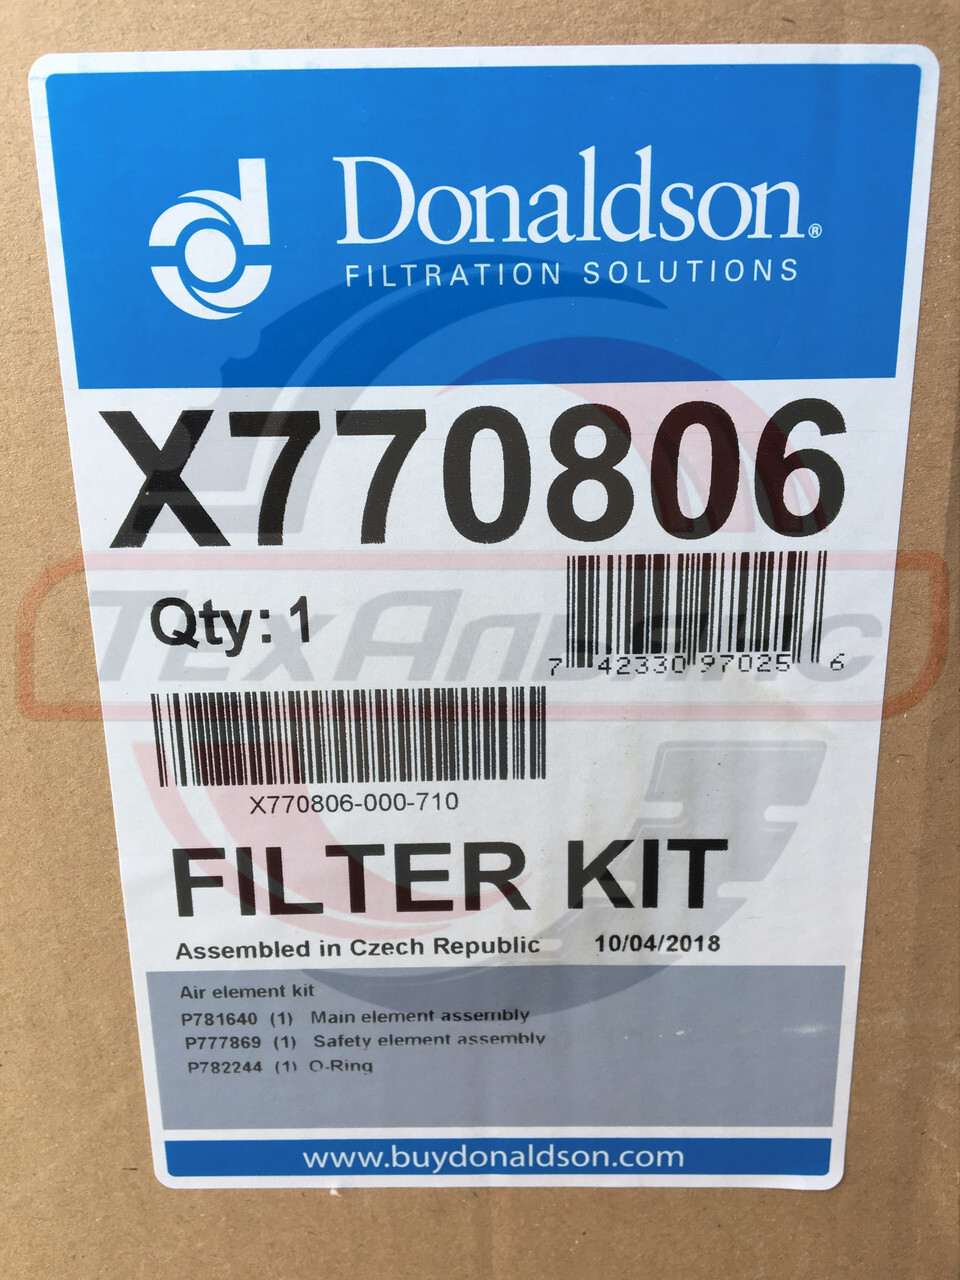 Donaldson®
FILTRATION SOLUTIONS
X770806
Qty: 1
7 42330 97025 6
X770806-000-710
FILTER KIT
Assembled in Czech Republic 10/04/2018
Air element kit
P781640 (1) Main element assembly
P777869 (1) Safety element assembly
P782244 (1) O-Ring
www.buydonaldson.com